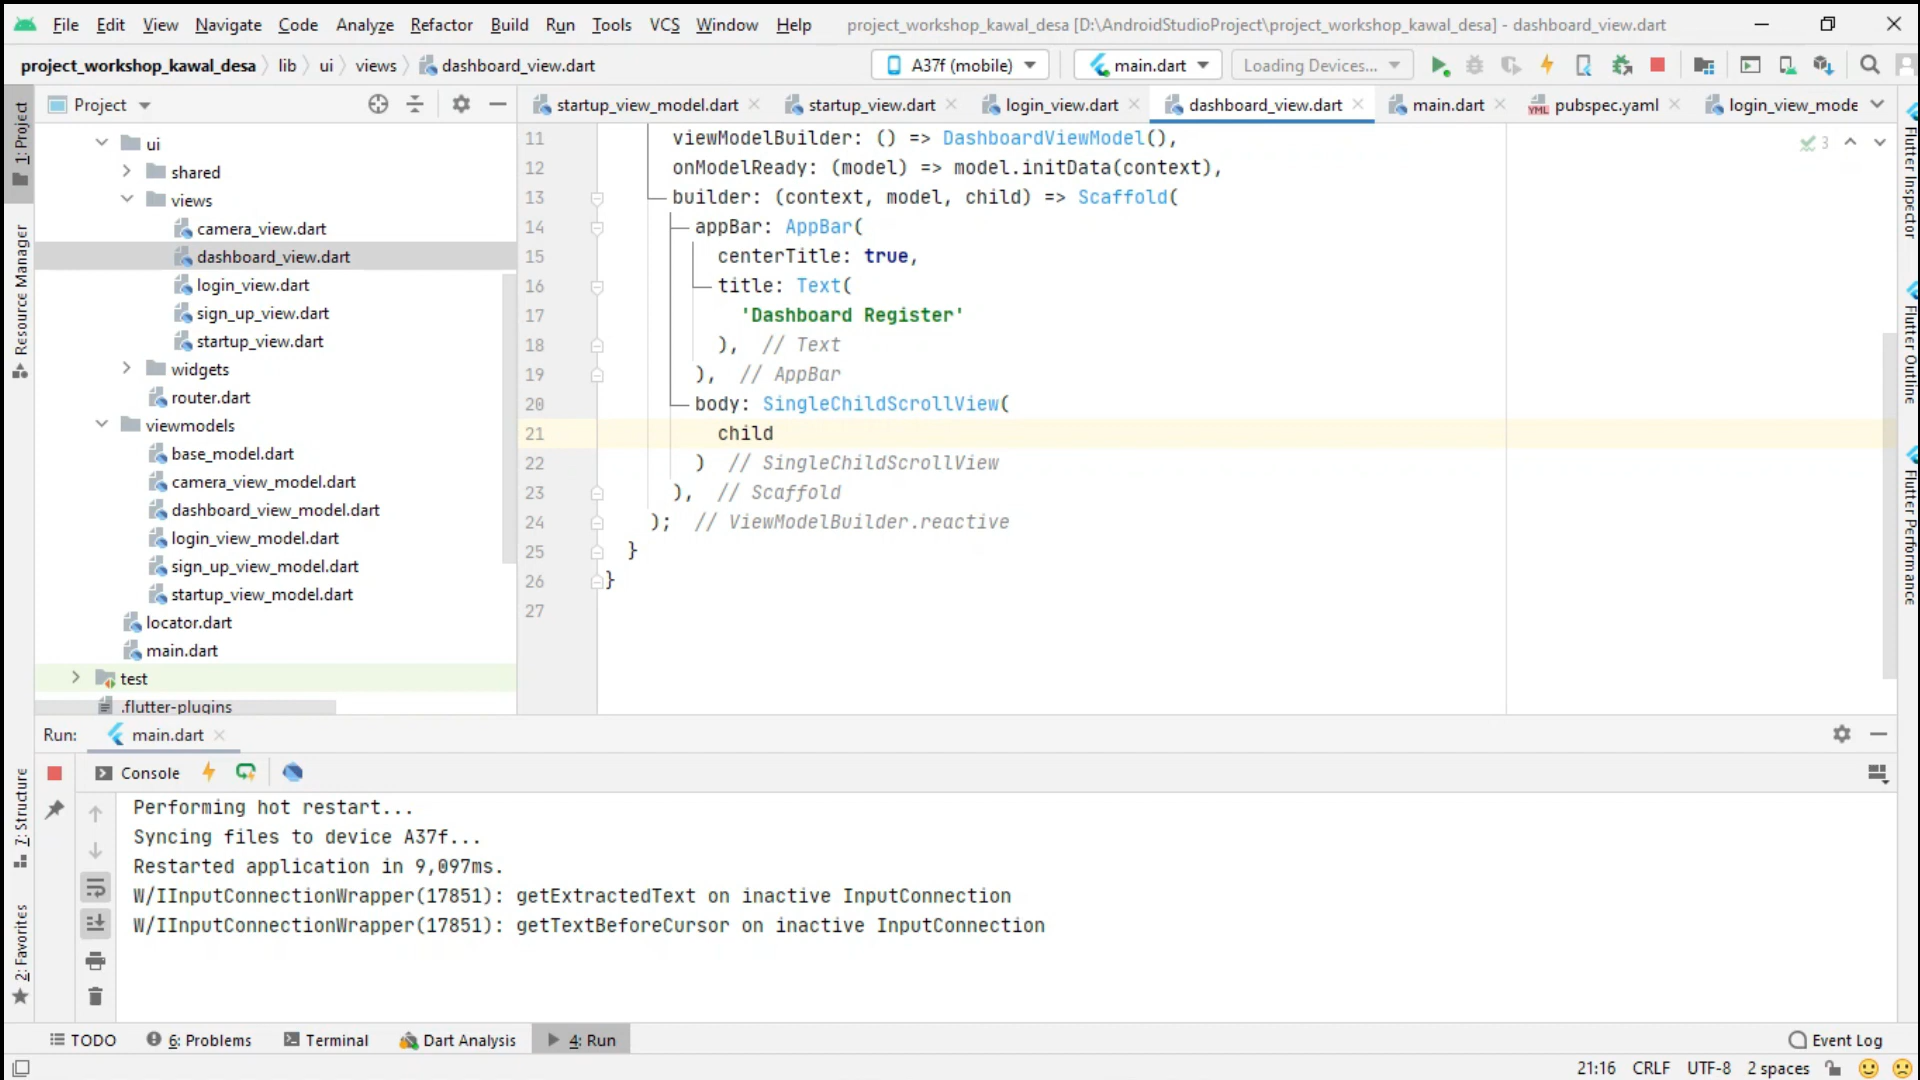 File Edit View Navigate Code Analyze Refactor Build Run Tools VCS Window Help project_workshop_kawal_desa [D:\AndroidStudioProject\project_workshop_kawal_desa] - dashboard_view.dart
project_workshop_kawal_desa lib ui views dashboard_view.dart A37f (mobile) main.dart Loading Devices...
Project startup_view_model.dart startup_view.dart login_view.dart dashboard_view.dart main.dart pubspec.yaml login_view_mode
1: Project
Resource Manager
7: Structure
2: Favorites
ui
shared
views
camera_view.dart
dashboard_view.dart
login_view.dart
sign_up_view.dart
startup_view.dart
widgets
router.dart
viewmodels
base_model.dart
camera_view_model.dart
dashboard_view_model.dart
login_view_model.dart
sign_up_view_model.dart
startup_view_model.dart
locator.dart
main.dart
test
.flutter-plugins
11 viewModelBuilder: () => DashboardViewModel(),
12 onModelReady: (model) => model.initData(context),
13 builder: (context, model, child) => Scaffold(
14 appBar: AppBar(
15 centerTitle: true,
16 title: Text(
17 'Dashboard Register'
18 ), // Text
19 ), // AppBar
20 body: SingleChildScrollView(
21 child
22 ) // SingleChildScrollView
23 ), // Scaffold
24 ); // ViewModelBuilder.reactive
25 }
26 }
27
3
Flutter Inspector
Flutter Outline
Flutter Performance
Run: main.dart
Console
Performing hot restart...
Syncing files to device A37f...
Restarted application in 9,097ms.
W/IInputConnectionWrapper(17851): getExtractedText on inactive InputConnection
W/IInputConnectionWrapper(17851): getTextBeforeCursor on inactive InputConnection
TODO 6: Problems Terminal Dart Analysis 4: Run Event Log
21:16 CRLF UTF-8 2 spaces